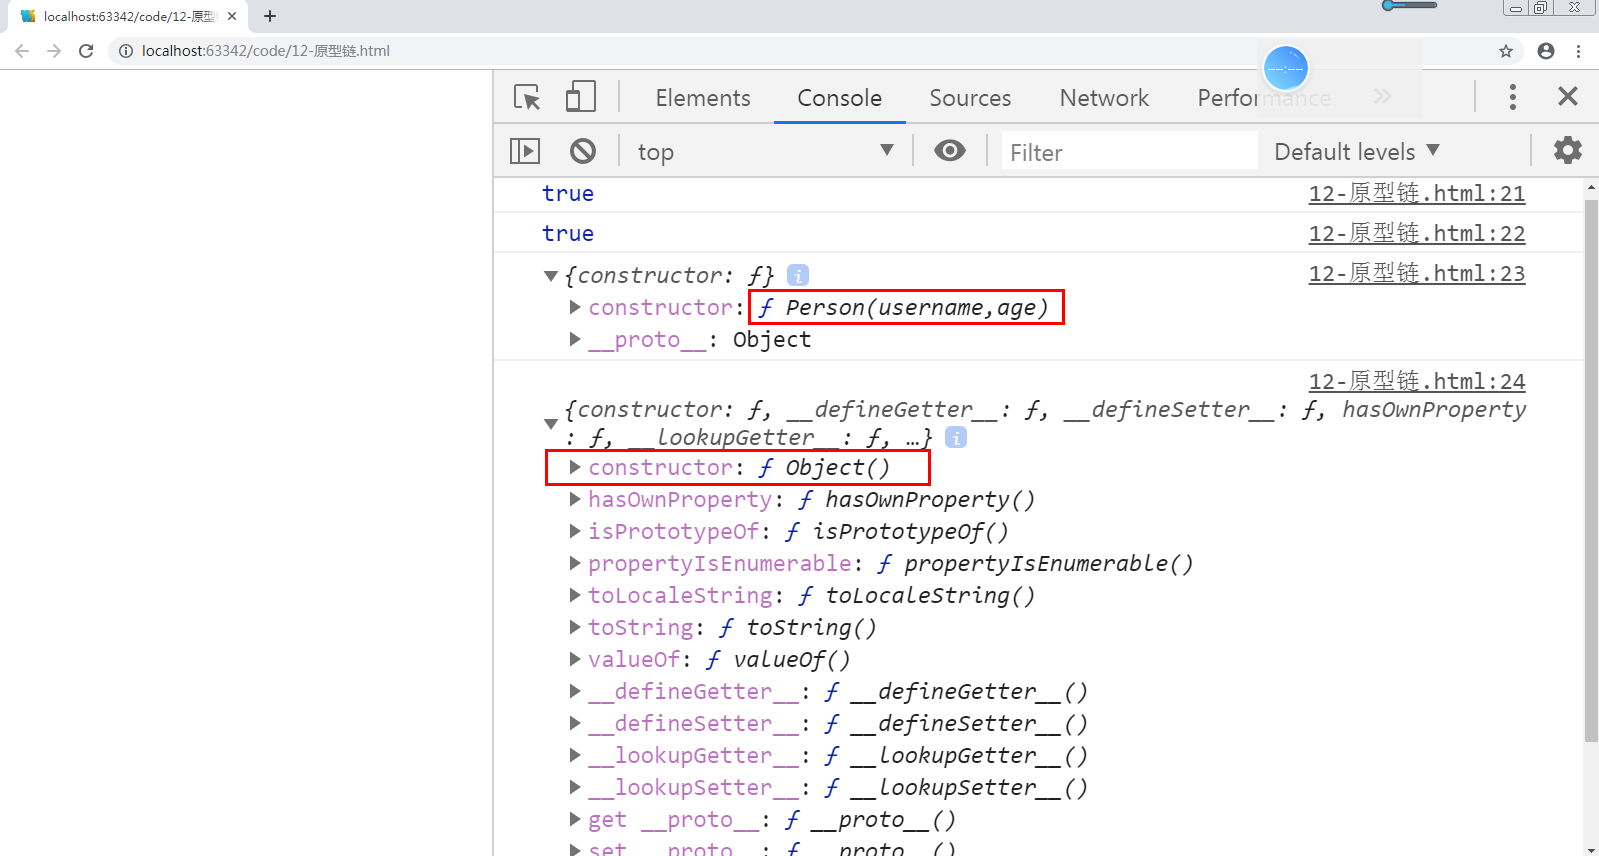 localhost:63342/code/12-原型
localhost:63342/code/12-原型链.html
Elements Console Sources Network Performance
top Filter Default levels
true 12-原型链.html:21
true 12-原型链.html:22
{constructor: ƒ} i 12-原型链.html:23
constructor: ƒ Person(username,age)
__proto__: Object
12-原型链.html:24
{constructor: ƒ, __defineGetter__: ƒ, __defineSetter__: ƒ, hasOwnProperty
: ƒ, __lookupGetter__: ƒ, …} i
constructor: ƒ Object()
hasOwnProperty: ƒ hasOwnProperty()
isPrototypeOf: ƒ isPrototypeOf()
propertyIsEnumerable: ƒ propertyIsEnumerable()
toLocaleString: ƒ toLocaleString()
toString: ƒ toString()
valueOf: ƒ valueOf()
__defineGetter__: ƒ __defineGetter__()
__defineSetter__: ƒ __defineSetter__()
__lookupGetter__: ƒ __lookupGetter__()
__lookupSetter__: ƒ __lookupSetter__()
get __proto__: ƒ __proto__()
set __proto__: ƒ __proto__()